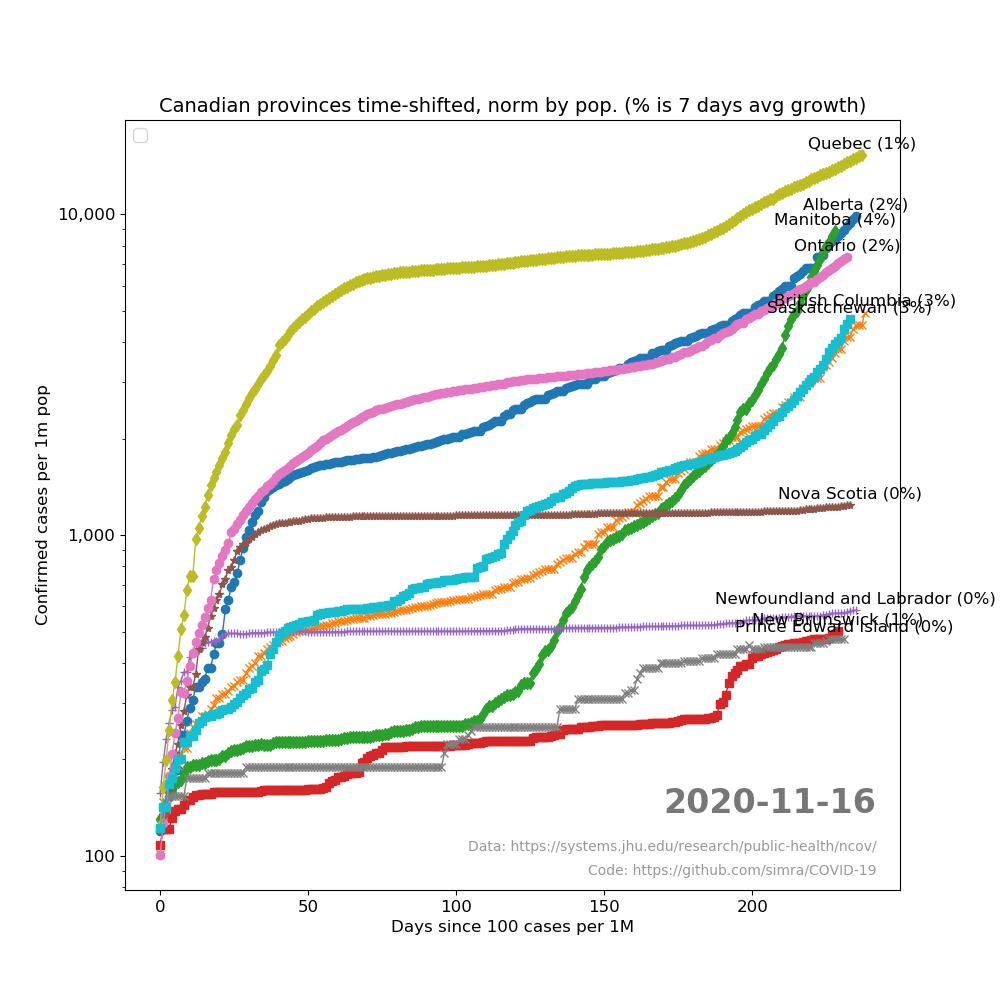 Canadian provinces time-shifted, norm by pop. (% is 7 days avg growth)
Quebec (1%)
Alberta (2%)
Manitoba (4%)
Ontario (2%)
British Columbia (3%)
Saskatchewan (3%)
Nova Scotia (0%)
Newfoundland and Labrador (0%)
New Brunswick (1%)
Prince Edward Island (0%)
10,000
1,000
100
Confirmed cases per 1m pop
2020-11-16
Data: https://systems.jhu.edu/research/public-health/ncov/
Code: https://github.com/simra/COVID-19
0 50 100 150 200
Days since 100 cases per 1M